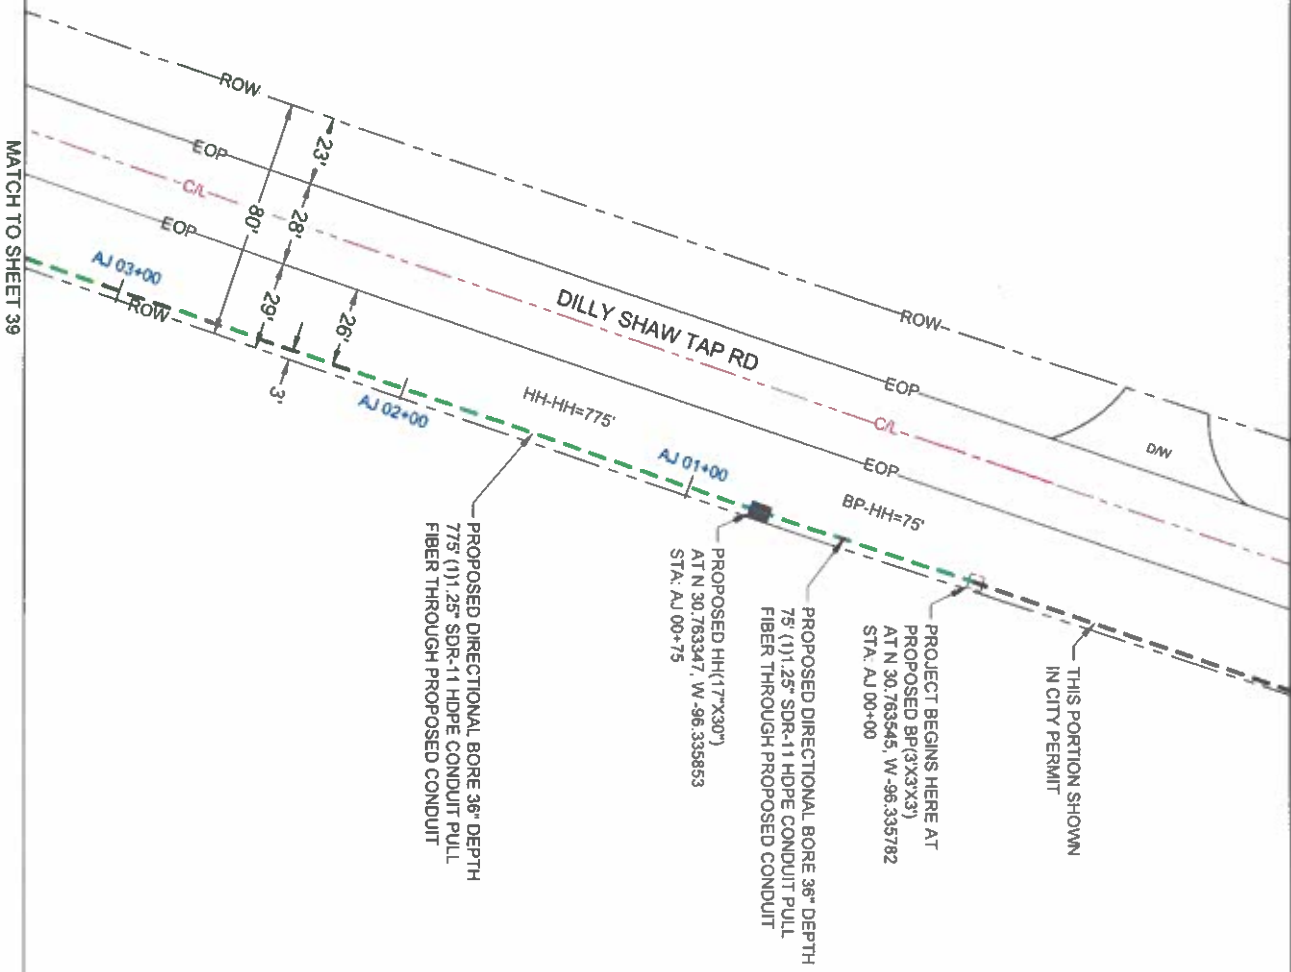 ROW
EOP
C/L
EOP
23'
28'
80'
29'
26'
3'
AJ 03+00
ROW
MATCH TO SHEET 39
DILLY SHAW TAP RD
ROW
EOP
C/L
EOP
D/W
HH-HH=775'
AJ 02+00
AJ 01+00
BP-HH=75'
THIS PORTION SHOWN
IN CITY PERMIT
PROJECT BEGINS HERE AT
PROPOSED BP(3'X3'X3')
AT N 30.763545, W -96.335782
STA: AJ 00+00
PROPOSED DIRECTIONAL BORE 36" DEPTH
75' (1)1.25" SDR-11 HDPE CONDUIT PULL
FIBER THROUGH PROPOSED CONDUIT
PROPOSED HH(17"X30")
AT N 30.763347, W -96.335853
STA: AJ 00+75
PROPOSED DIRECTIONAL BORE 36" DEPTH
775' (1)1.25" SDR-11 HDPE CONDUIT PULL
FIBER THROUGH PROPOSED CONDUIT